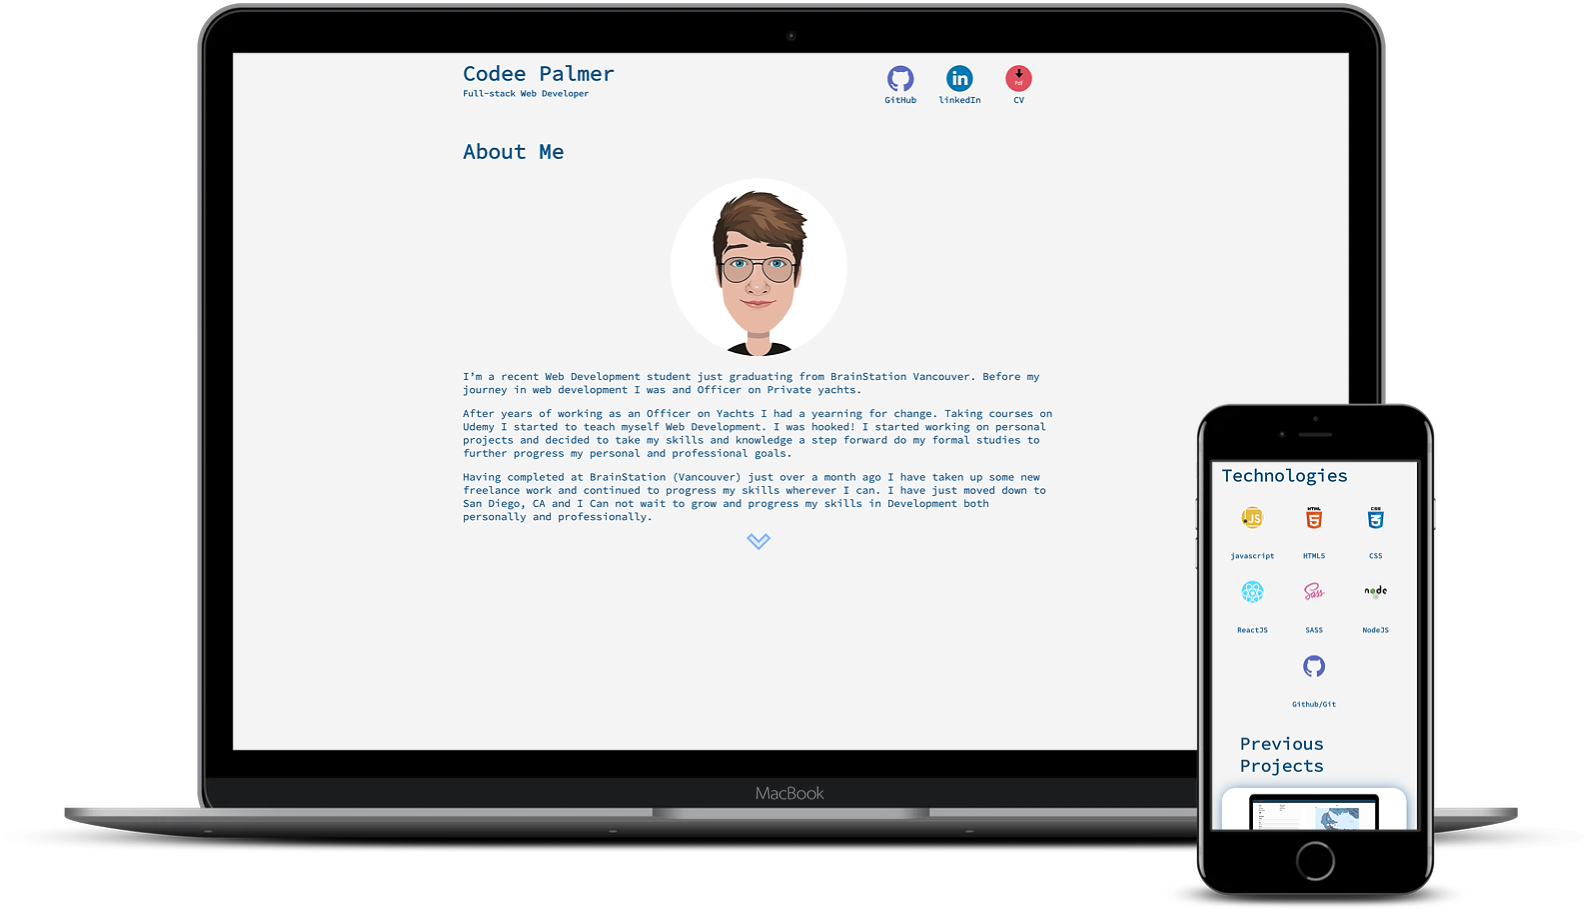 Codee Palmer
Full-stack Web Developer
GitHub
linkedIn
Pdf
CV
About Me
I'm a recent Web Development student just graduating from BrainStation Vancouver. Before my
journey in web development I was and Officer on Private yachts.
After years of working as an Officer on Yachts I had a yearning for change. Taking courses on
Udemy I started to teach myself Web Development. I was hooked! I started working on personal
projects and decided to take my skills and knowledge a step forward do my formal studies to
further progress my personal and professional goals.
Having completed at BrainStation (Vancouver) just over a month ago I have taken up some new
freelance work and continued to progress my skills wherever I can. I have just moved down to
San Diego, CA and I Can not wait to grow and progress my skills in Development both
personally and professionally.
MacBook
Technologies
JS
HTML
CSS
javascript
HTML5
CSS
Sass
node
ReactJS
SASS
NodeJS
Github/Git
Previous
Projects